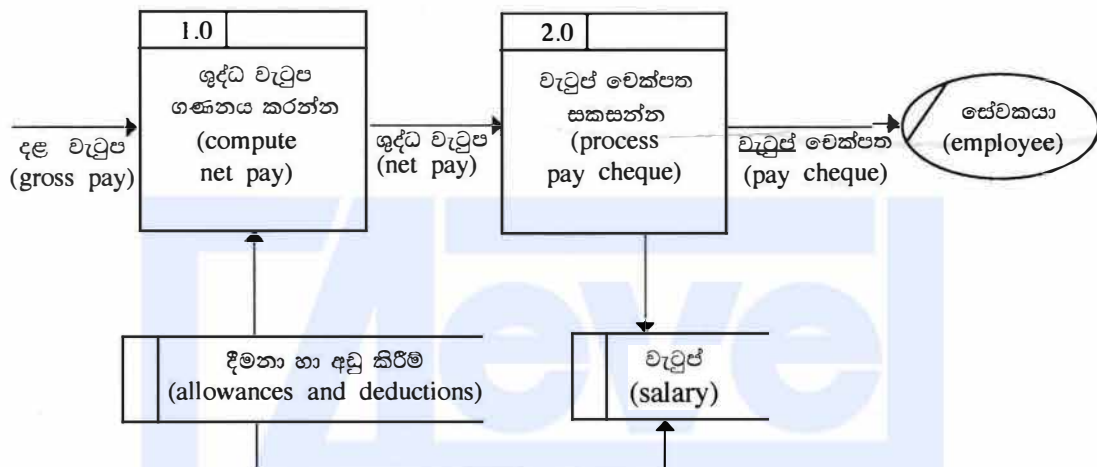 1.0
ශුද්ධ වැටුප
ගණනය කරන්න
(compute
net pay)
2.0
වැටුප් චෙක්පත
සකසන්න
(process
pay cheque)
දළ වැටුප
(gross pay)
ශුද්ධ වැටුප
(net pay)
වැටුප් චෙක්පත
(pay cheque)
සේවකයා
(employee)
දීමනා හා අඩු කිරීම්
(allowances and deductions)
වැටුප්
(salary)